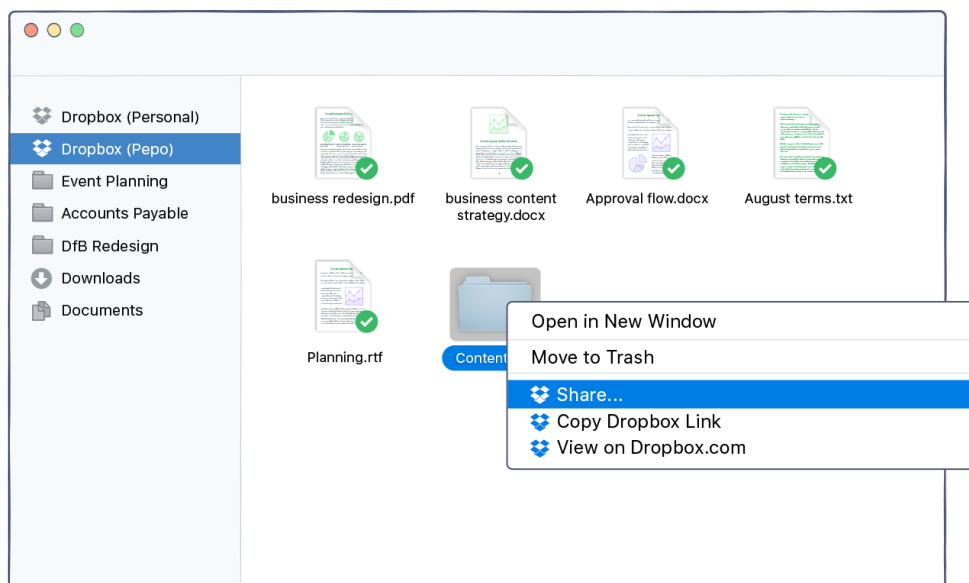 Dropbox (Personal)
Dropbox (Pepo)
Event Planning
Accounts Payable
DfB Redesign
Downloads
Documents
business redesign.pdf
business content
strategy.docx
Approval flow.docx
August terms.txt
Planning.rtf
Content
Open in New Window
Move to Trash
Share...
Copy Dropbox Link
View on Dropbox.com